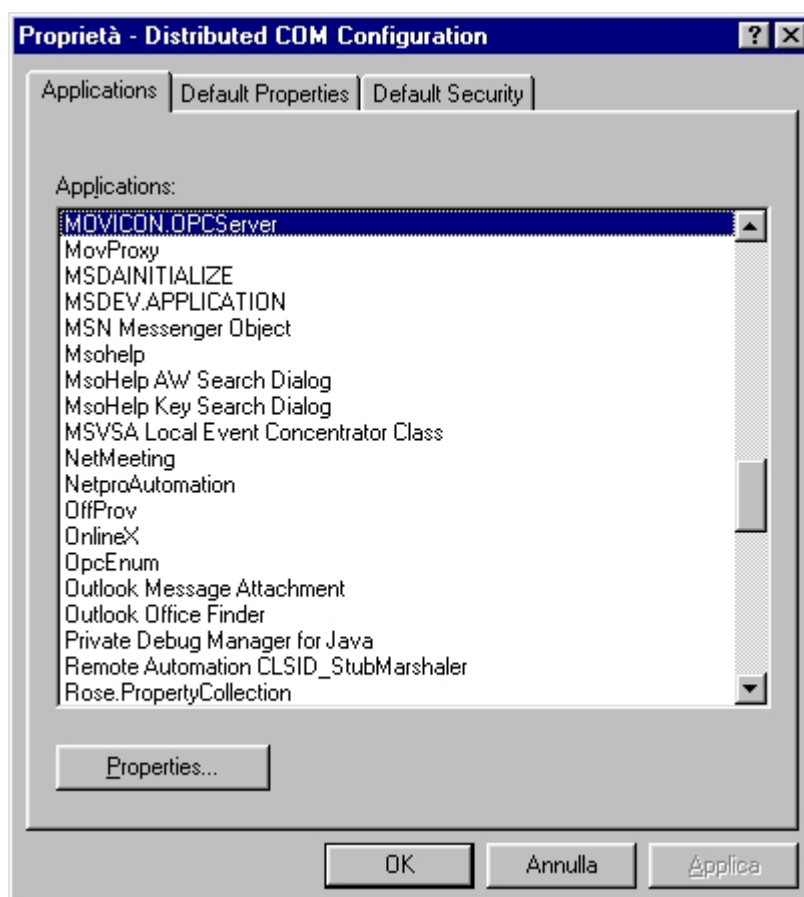 Proprietà - Distributed COM Configuration
Applications Default Properties Default Security
Applications:
MOVICON.OPCServer
MovProxy
MSDAINITIALIZE
MSDEV.APPLICATION
MSN Messenger Object
Msohelp
MsoHelp AW Search Dialog
MsoHelp Key Search Dialog
MSVSA Local Event Concentrator Class
NetMeeting
NetproAutomation
OffProv
OnlineX
OpcEnum
Outlook Message Attachment
Outlook Office Finder
Private Debug Manager for Java
Remote Automation CLSID_StubMarshaler
Rose.PropertyCollection
Properties...
OK Annulla Applica